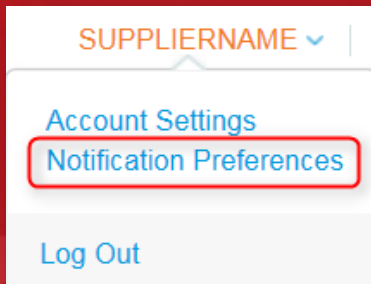 SUPPLIERNAME
Account Settings
Notification Preferences
Log Out